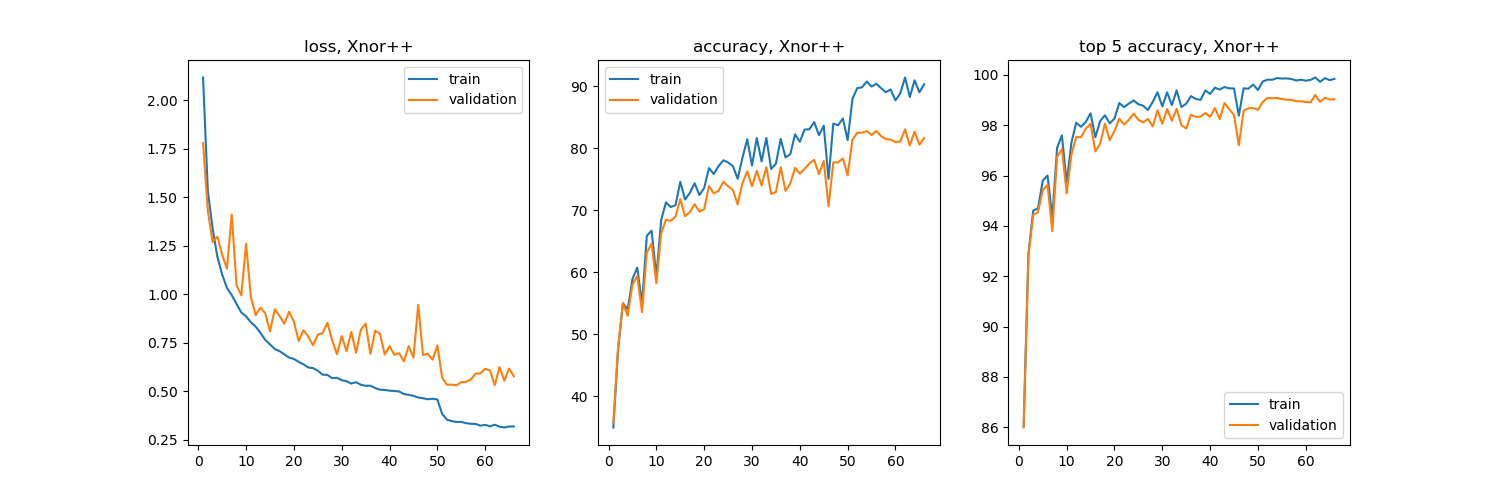 loss, Xnor++
train
validation
2.00
1.75
1.50
1.25
1.00
0.75
0.50
0.25
0 10 20 30 40 50 60
accuracy, Xnor++
train
validation
90
80
70
60
50
40
0 10 20 30 40 50 60
top 5 accuracy, Xnor++
100
98
96
94
92
90
88
86
train
validation
0 10 20 30 40 50 60